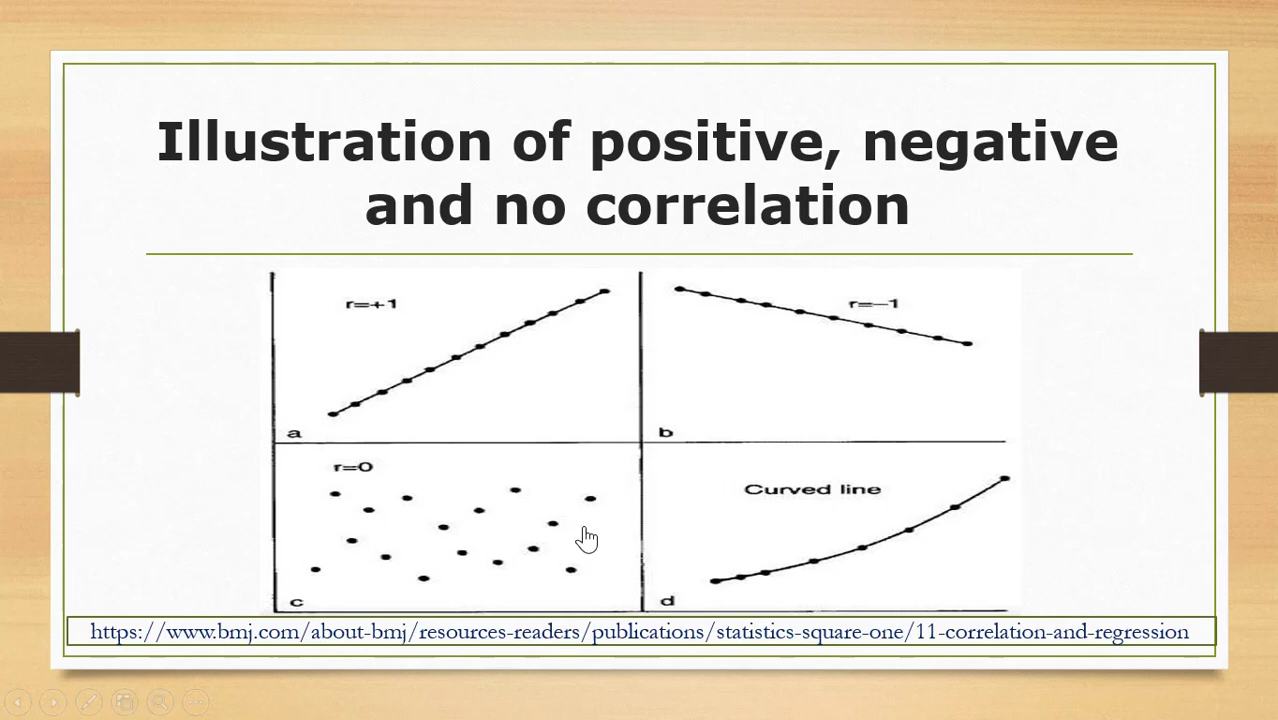 Illustration of positive, negative
and no correlation
r=+1
a
r=−1
b
r=0
c
Curved line
d
https://www.bmj.com/about-bmj/resources-readers/publications/statistics-square-one/11-correlation-and-regression